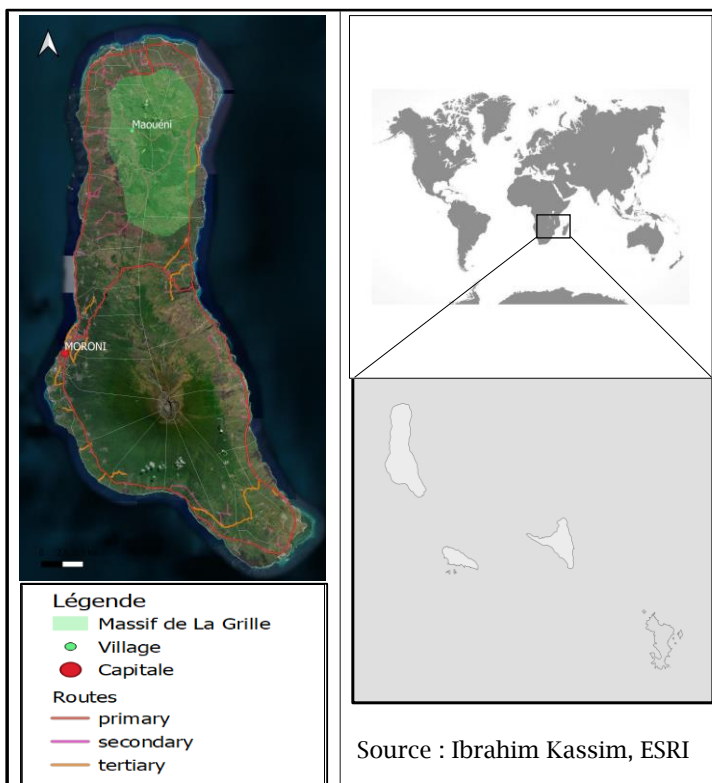 Maouéni
MORONI
Légende
Massif de La Grille
Village
Capitale
Routes
primary
secondary
tertiary
Source : Ibrahim Kassim, ESRI